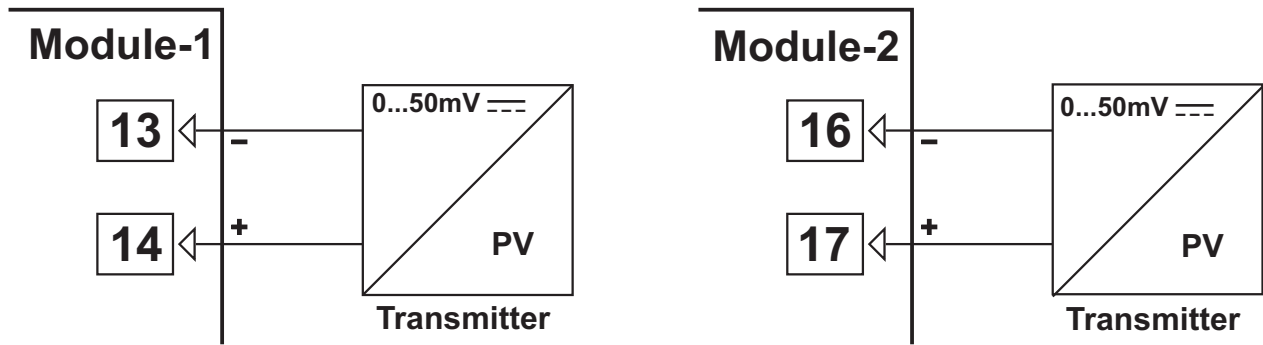 Module-1
0...50mV
13
–
14
+
PV
Transmitter
Module-2
0...50mV
16
–
17
+
PV
Transmitter